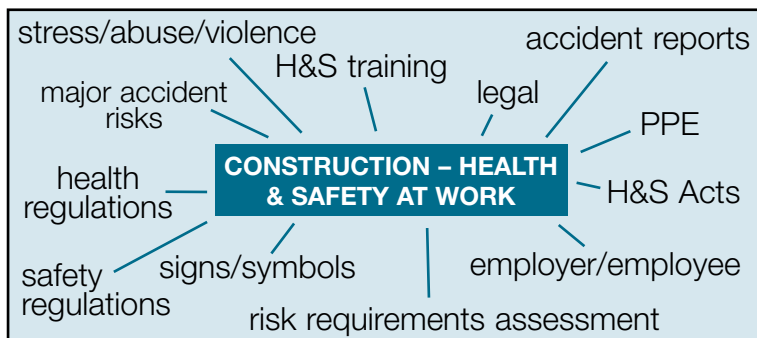 stress/abuse/violence
accident reports
H&S training
major accident
risks
legal
PPE
CONSTRUCTION – HEALTH
& SAFETY AT WORK
health
regulations
H&S Acts
safety
regulations
signs/symbols
employer/employee
risk requirements assessment